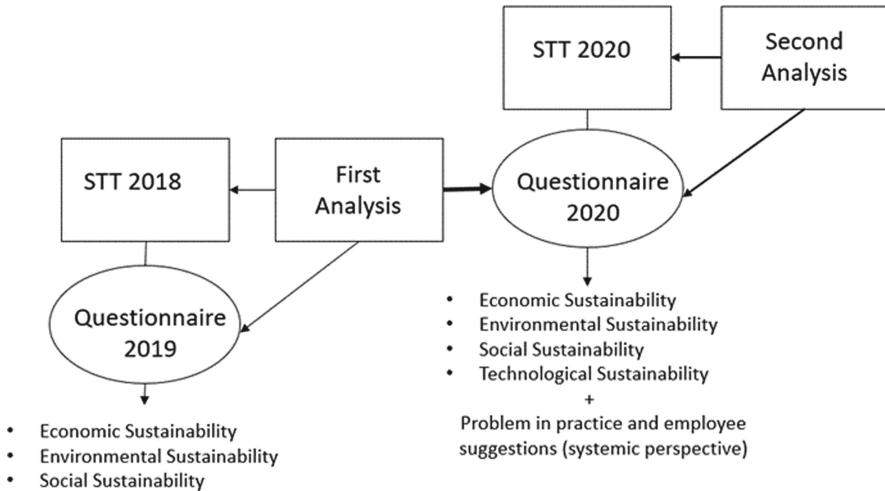 STT 2020
Second
Analysis
STT 2018
First
Analysis
Questionnaire
2020
Questionnaire
2019
• Economic Sustainability
• Environmental Sustainability
• Social Sustainability
• Technological Sustainability
+
Problem in practice and employee
suggestions (systemic perspective)
• Economic Sustainability
• Environmental Sustainability
• Social Sustainability